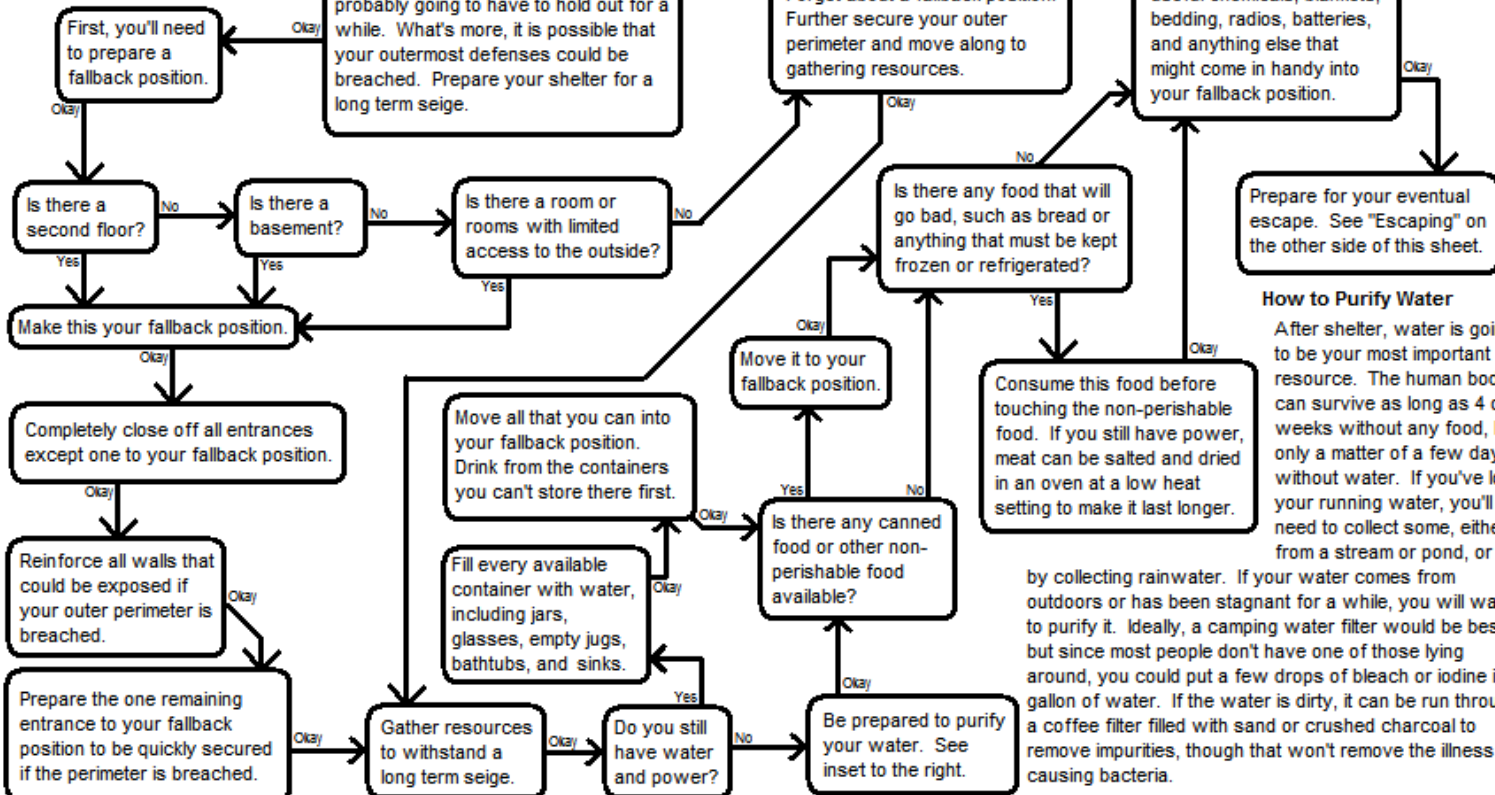 probably going to have to hold out for a
while. What's more, it is possible that
your outermost defenses could be
breached. Prepare your shelter for a
long term seige.
Okay
First, you'll need
to prepare a
fallback position.
Okay
Further secure your outer
perimeter and move along to
gathering resources.
Okay
bedding, radios, batteries,
and anything else that
might come in handy into
your fallback position.
Okay
Is there a
second floor?
No
Yes
Is there a
basement?
No
Yes
Is there a room or
rooms with limited
access to the outside?
No
Yes
Make this your fallback position.
Okay
Completely close off all entrances
except one to your fallback position.
Okay
Reinforce all walls that
could be exposed if
your outer perimeter is
breached.
Okay
Prepare the one remaining
entrance to your fallback
position to be quickly secured
if the perimeter is breached.
Okay
Gather resources
to withstand a
long term seige.
Okay
Do you still
have water
and power?
Yes
No
Fill every available
container with water,
including jars,
glasses, empty jugs,
bathtubs, and sinks.
Okay
Move all that you can into
your fallback position.
Drink from the containers
you can't store there first.
Okay
Be prepared to purify
your water. See
inset to the right.
Okay
Is there any canned
food or other non-
perishable food
available?
Yes
No
Move it to your
fallback position.
Okay
Is there any food that will
go bad, such as bread or
anything that must be kept
frozen or refrigerated?
No
Yes
Consume this food before
touching the non-perishable
food. If you still have power,
meat can be salted and dried
in an oven at a low heat
setting to make it last longer.
Okay
Prepare for your eventual
escape. See "Escaping" on
the other side of this sheet.
How to Purify Water
After shelter, water is
to be your most important
resource. The human
can survive as long as 4
weeks without any food,
only a matter of a few
without water. If you've
your running water, you'll
need to collect some,
from a stream or pond, or
by collecting rainwater. If your water comes from
outdoors or has been stagnant for a while, you will
to purify it. Ideally, a camping water filter would be
but since most people don't have one of those lying
around, you could put a few drops of bleach or iodine
gallon of water. If the water is dirty, it can be run
a coffee filter filled with sand or crushed charcoal to
remove impurities, though that won't remove the illness
causing bacteria.